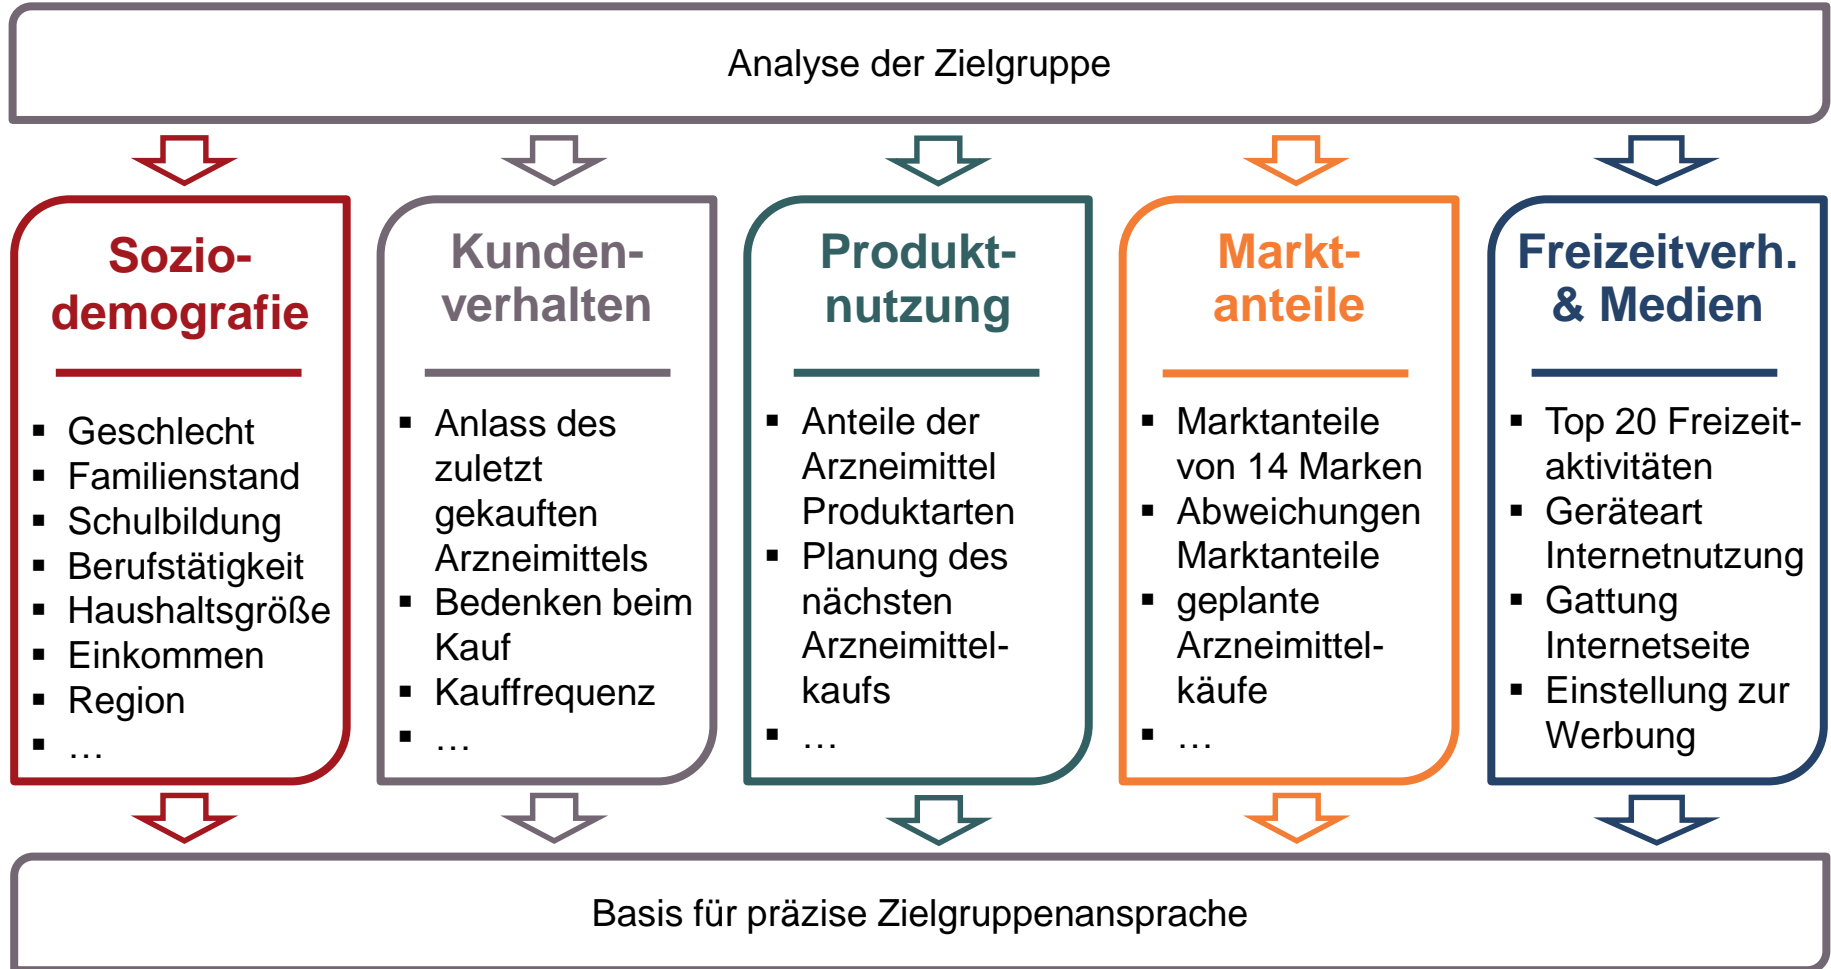 Analyse der Zielgruppe
Sozio-
demografie
▪ Geschlecht
▪ Familienstand
▪ Schulbildung
▪ Berufstätigkeit
▪ Haushaltsgröße
▪ Einkommen
▪ Region
▪ …
Kunden-
verhalten
▪ Anlass des
zuletzt
gekauften
Arzneimittels
▪ Bedenken beim
Kauf
▪ Kauffrequenz
▪ …
Produkt-
nutzung
▪ Anteile der
Arzneimittel
Produktarten
▪ Planung des
nächsten
Arzneimittel-
kaufs
▪ …
Markt-
anteile
▪ Marktanteile
von 14 Marken
▪ Abweichungen
Marktanteile
▪ geplante
Arzneimittel-
käufe
▪ …
Freizeitverh.
& Medien
▪ Top 20 Freizeit-
aktivitäten
▪ Geräteart
Internetnutzung
▪ Gattung
Internetseite
▪ Einstellung zur
Werbung
Basis für präzise Zielgruppenansprache